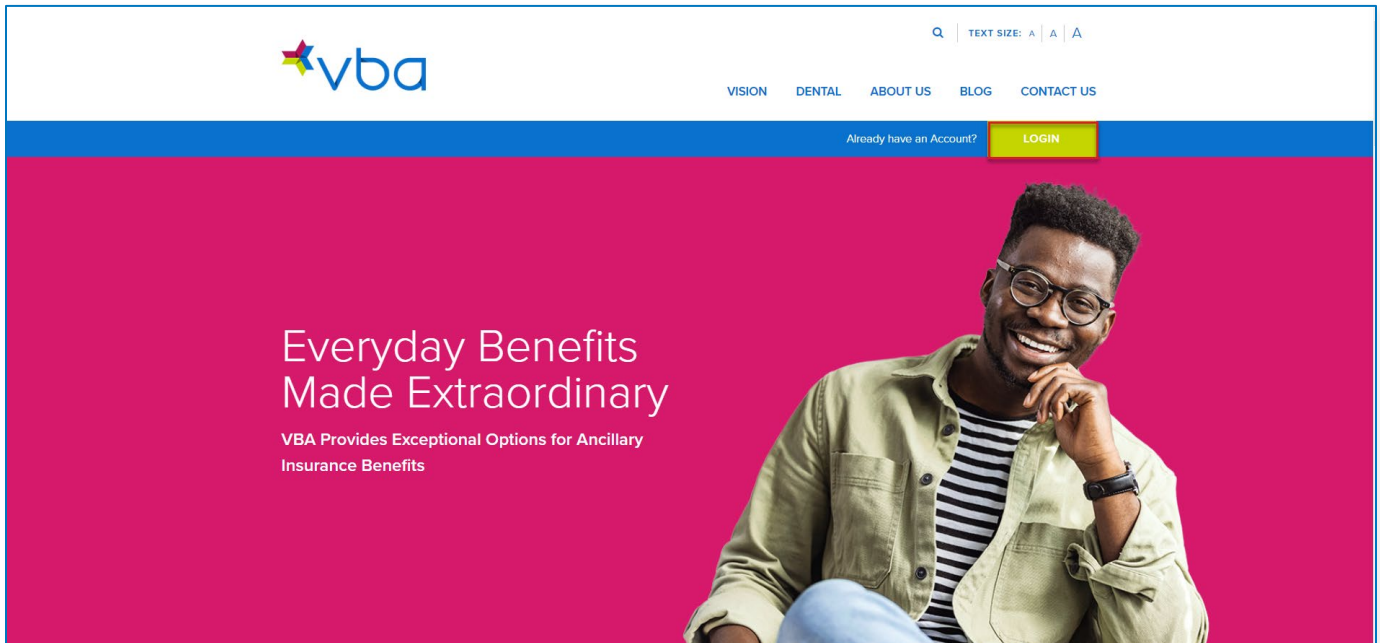 TEXT SIZE: A A A
vba
VISION DENTAL ABOUT US BLOG CONTACT US
Already have an Account? LOGIN
Everyday Benefits
Made Extraordinary
VBA Provides Exceptional Options for Ancillary
Insurance Benefits